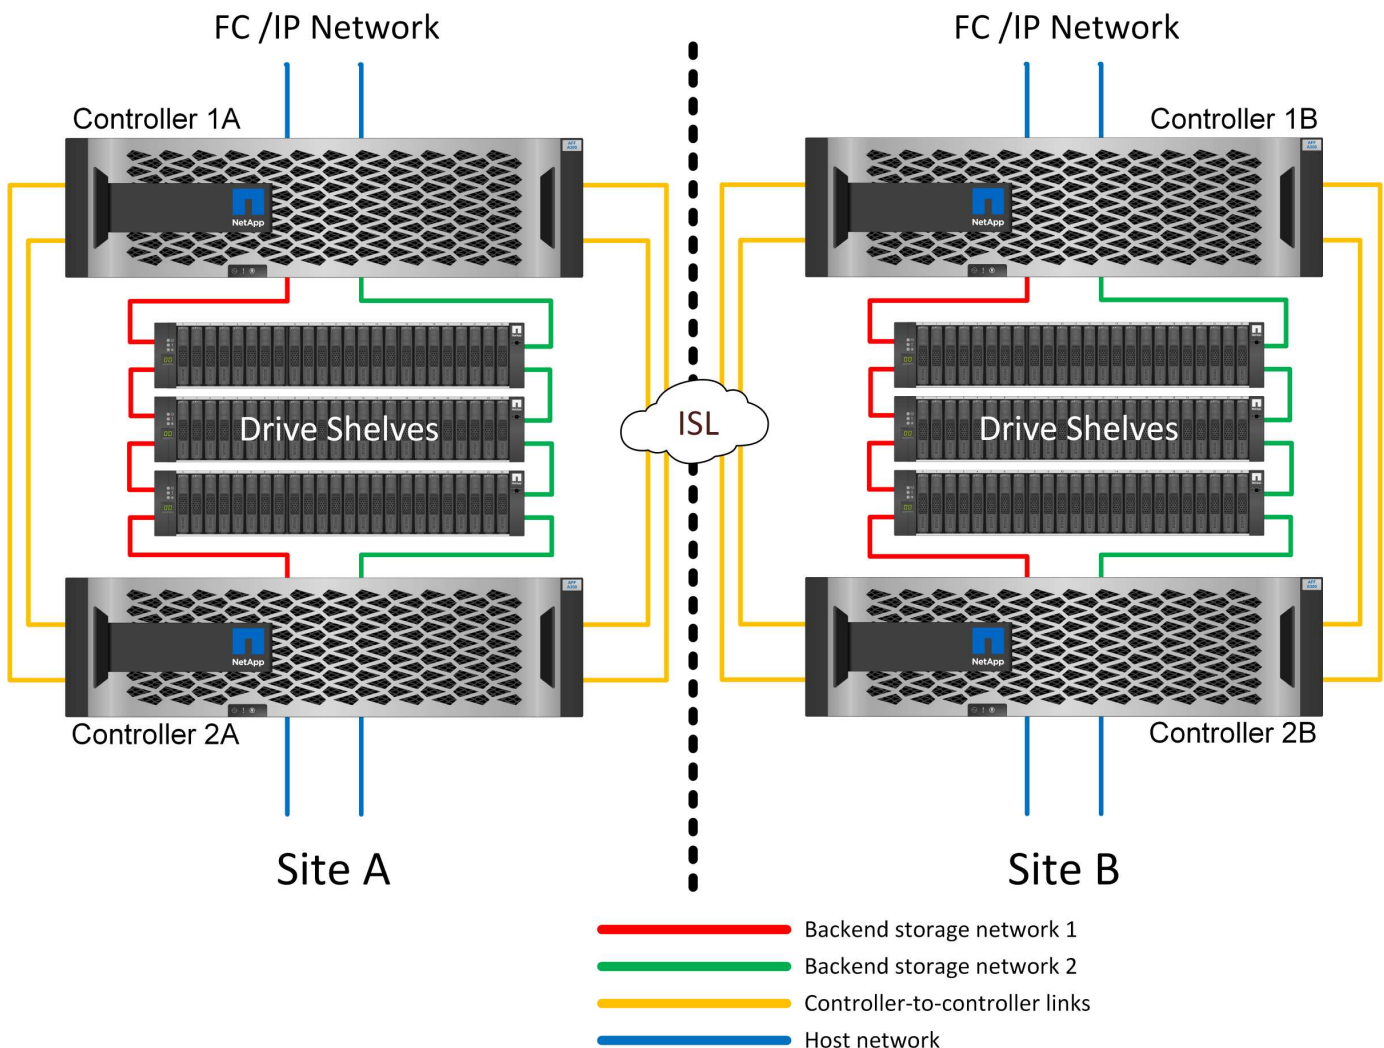 FC /IP Network
FC /IP Network
Controller 1A
Controller 1B
NetApp
NetApp
Drive Shelves
ISL
Drive Shelves
NetApp
NetApp
Controller 2A
Controller 2B
Site A
Site B
Backend storage network 1
Backend storage network 2
Controller-to-controller links
Host network